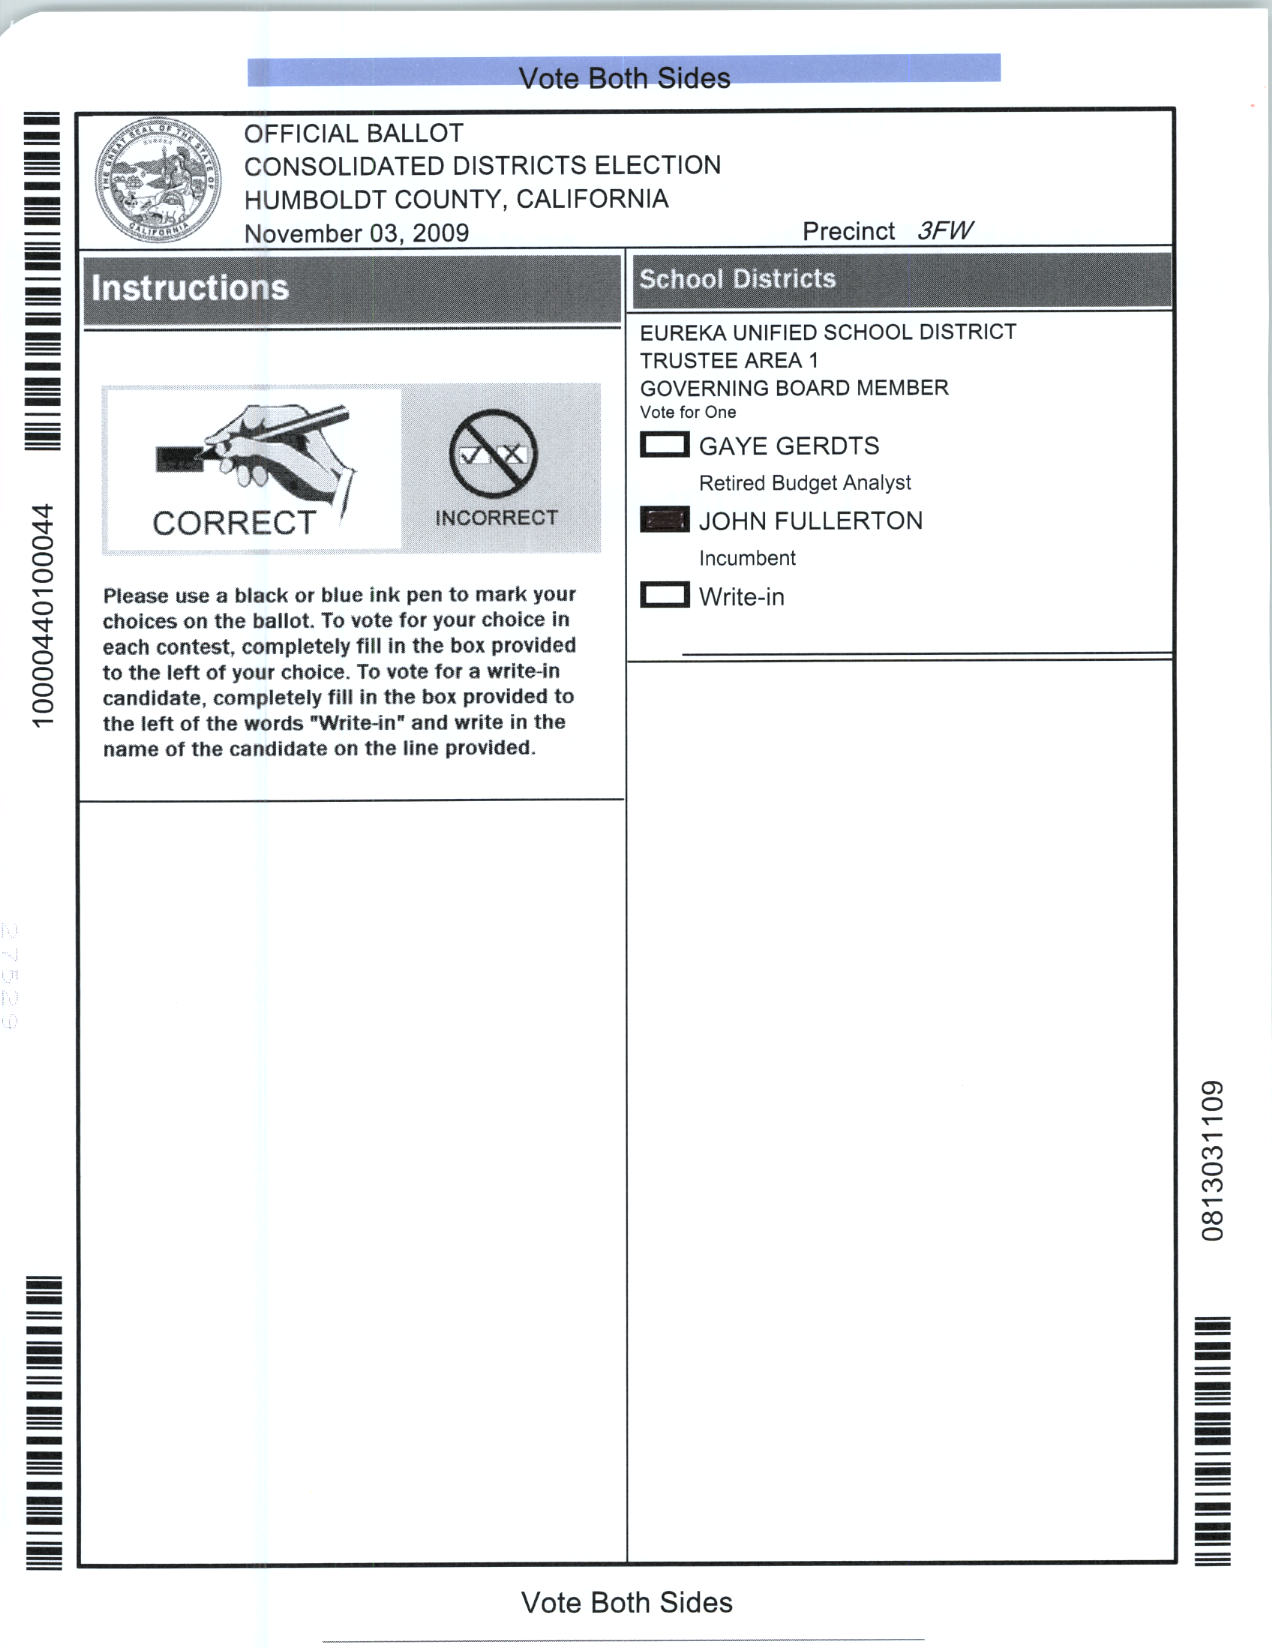 Vote Both Sides
OFFICIAL BALLOT
CONSOLIDATED DISTRICTS ELECTION
HUMBOLDT COUNTY, CALIFORNIA
November 03, 2009
Precinct 3FW
THE GREAT SEAL OF THE STATE OF CALIFORNIA
EUREKA
Instructions
CORRECT
INCORRECT
Please use a black or blue ink pen to mark your
choices on the ballot. To vote for your choice in
each contest, completely fill in the box provided
to the left of your choice. To vote for a write-in
candidate, completely fill in the box provided to
the left of the words "Write-in" and write in the
name of the candidate on the line provided.
School Districts
EUREKA UNIFIED SCHOOL DISTRICT
TRUSTEE AREA 1
GOVERNING BOARD MEMBER
Vote for One
GAYE GERDTS
Retired Budget Analyst
JOHN FULLERTON
Incumbent
Write-in
10000440100044
0813031109
Vote Both Sides